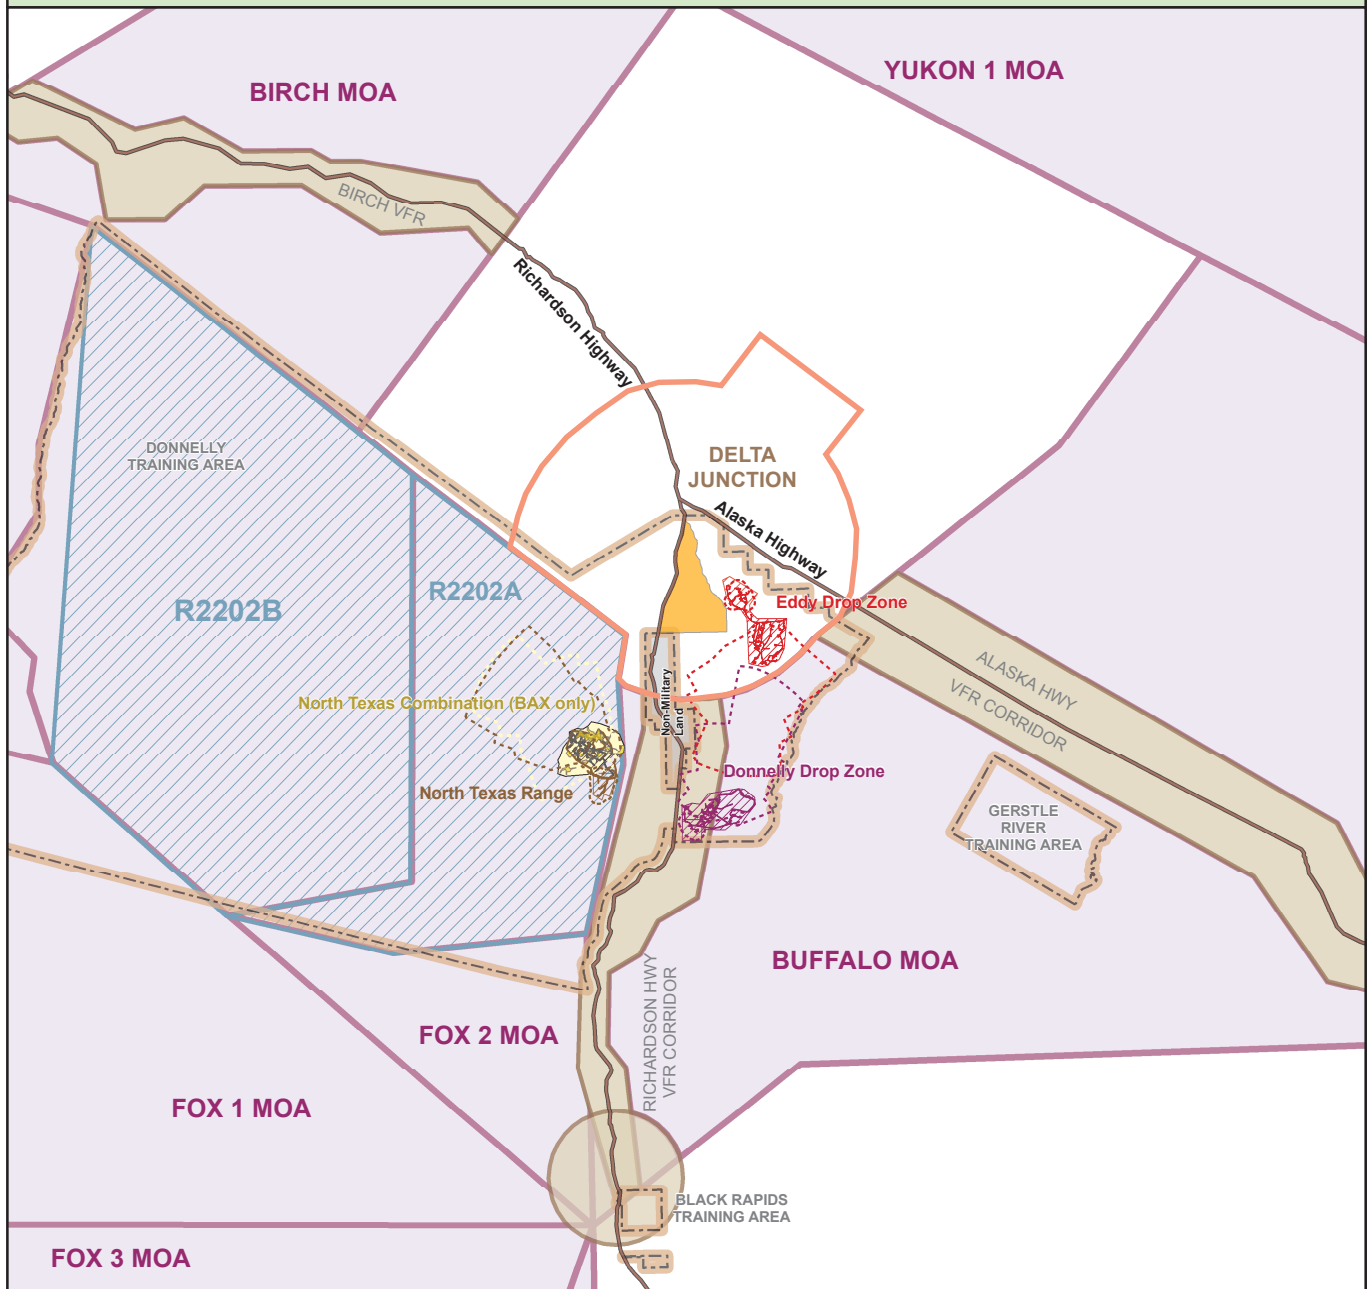 YUKON 1 MOA
BIRCH MOA
BIRCH VFR
Richardson Highway
DONNELLY
TRAINING AREA
DELTA
JUNCTION
Alaska Highway
R2202A
R2202B
Eddy Drop Zone
ALASKA HWY
VFR CORRIDOR
North Texas Combination (BAX only)
Non-Military
Land
Donnelly Drop Zone
North Texas Range
GERSTLE
RIVER
TRAINING AREA
BUFFALO MOA
RICHARDSON HWY
VFR CORRIDOR
FOX 2 MOA
FOX 1 MOA
BLACK RAPIDS
TRAINING AREA
FOX 3 MOA